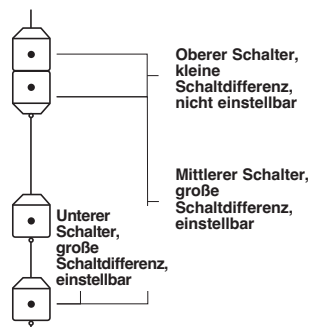 Oberer Schalter,
kleine
Schaltdifferenz,
nicht einstellbar
Mittlerer Schalter,
große
Schaltdifferenz,
einstellbar
Unterer
Schalter,
große
Schaltdifferenz,
einstellbar